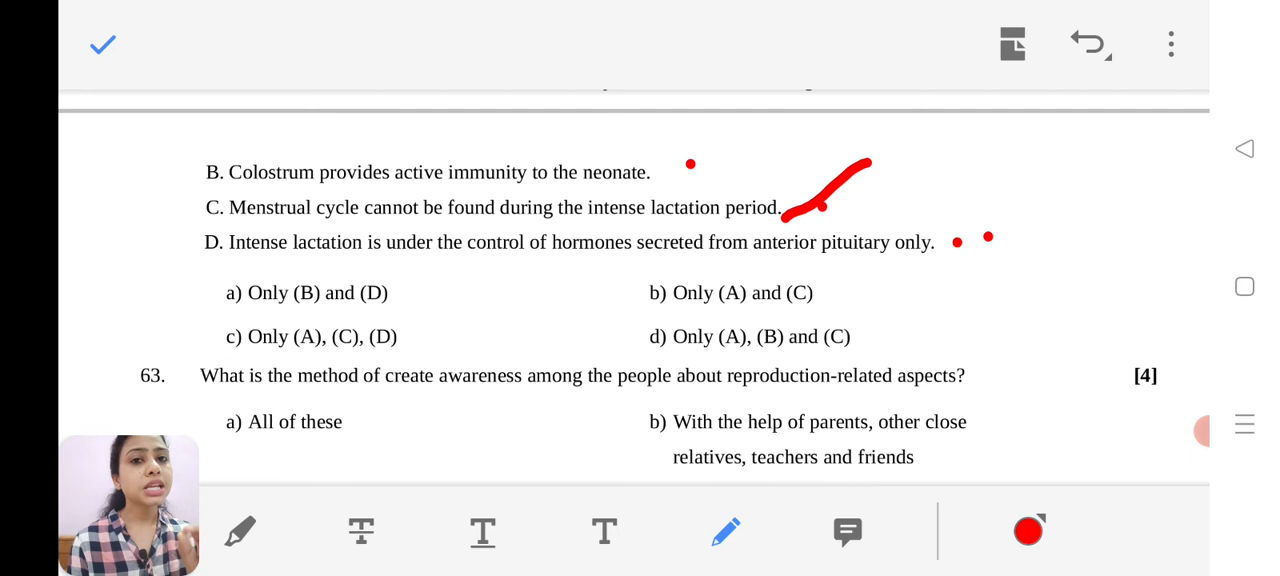 B. Colostrum provides active immunity to the neonate.
C. Menstrual cycle cannot be found during the intense lactation period.
D. Intense lactation is under the control of hormones secreted from anterior pituitary only.
a) Only (B) and (D)
b) Only (A) and (C)
c) Only (A), (C), (D)
d) Only (A), (B) and (C)
63. What is the method of create awareness among the people about reproduction-related aspects? [4]
a) All of these
b) With the help of parents, other close
relatives, teachers and friends